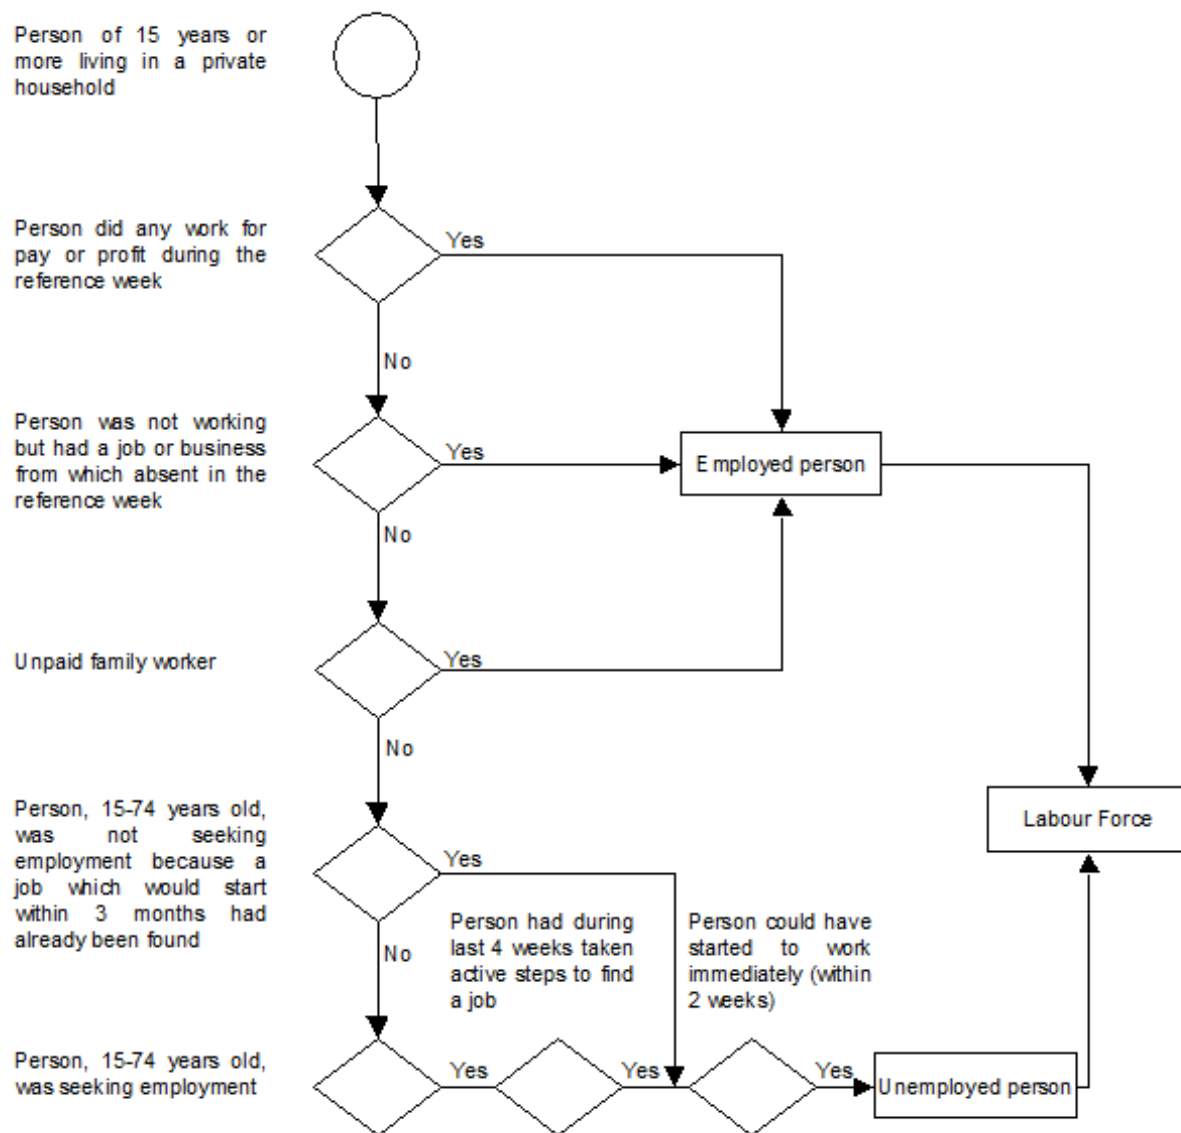 Person of 15 years or
more living in a private
household
Person did any work for
pay or profit during the
reference week
Yes
No
Person was not working
but had a job or business
from which absent in the
reference week
Yes
Employed person
No
Unpaid family worker
Yes
No
Person, 15-74 years old,
was not seeking
employment because a
job which would start
within 3 months had
already been found
Yes
Labour Force
No
Person had during
last 4 weeks taken
active steps to find
a job
Person could have
started to work
immediately (within
2 weeks)
Person, 15-74 years old,
was seeking employment
Yes
Yes
Yes
Unemployed person